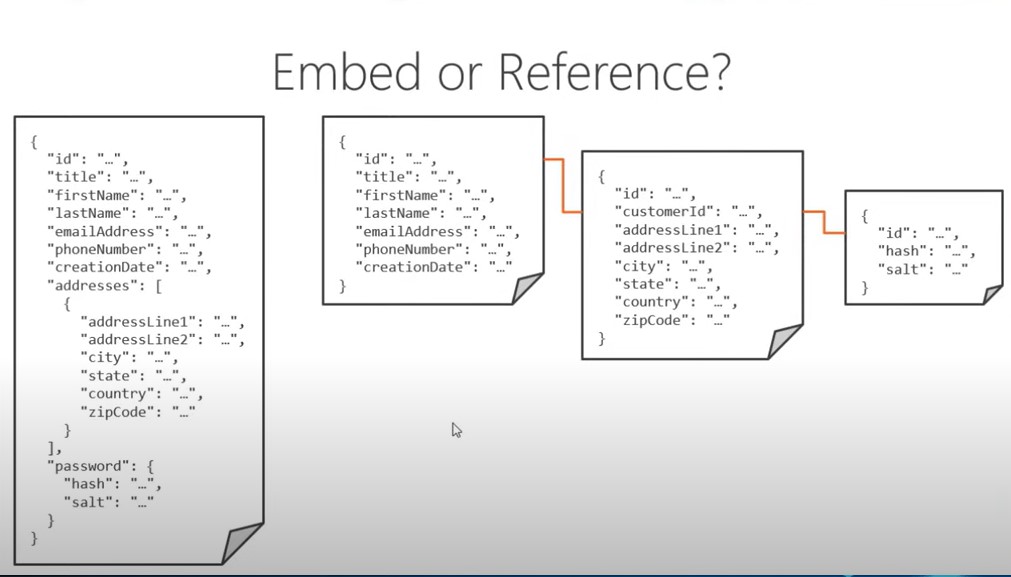 Embed or Reference?
{
"id": "…",
"title": "…",
"firstName": "…",
"lastName": "…",
"emailAddress": "…",
"phoneNumber": "…",
"creationDate": "…",
"addresses": [
{
"addressLine1": "…",
"addressLine2": "…",
"city": "…",
"state": "…",
"country": "…",
"zipCode": "…"
}
],
"password": {
"hash": "…",
"salt": "…"
}
}
{
"id": "…",
"title": "…",
"firstName": "…",
"lastName": "…",
"emailAddress": "…",
"phoneNumber": "…",
"creationDate": "…"
}
{
"id": "…",
"customerId": "…",
"addressLine1": "…",
"addressLine2": "…",
"city": "…",
"state": "…",
"country": "…",
"zipCode": "…"
}
{
"id": "…",
"hash": "…",
"salt": "…"
}